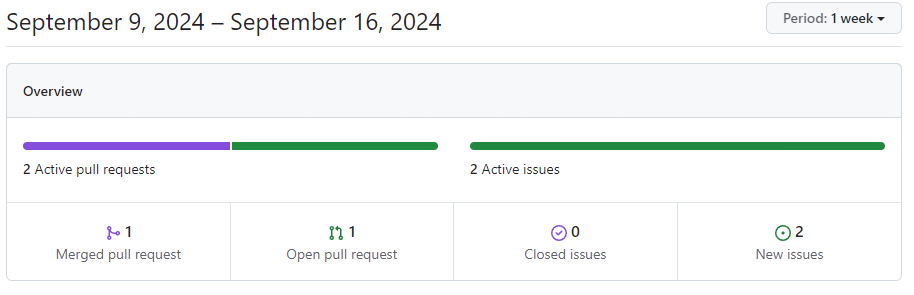 September 9, 2024 – September 16, 2024
Period: 1 week
Overview
2 Active pull requests
2 Active issues
1
Merged pull request
1
Open pull request
0
Closed issues
2
New issues